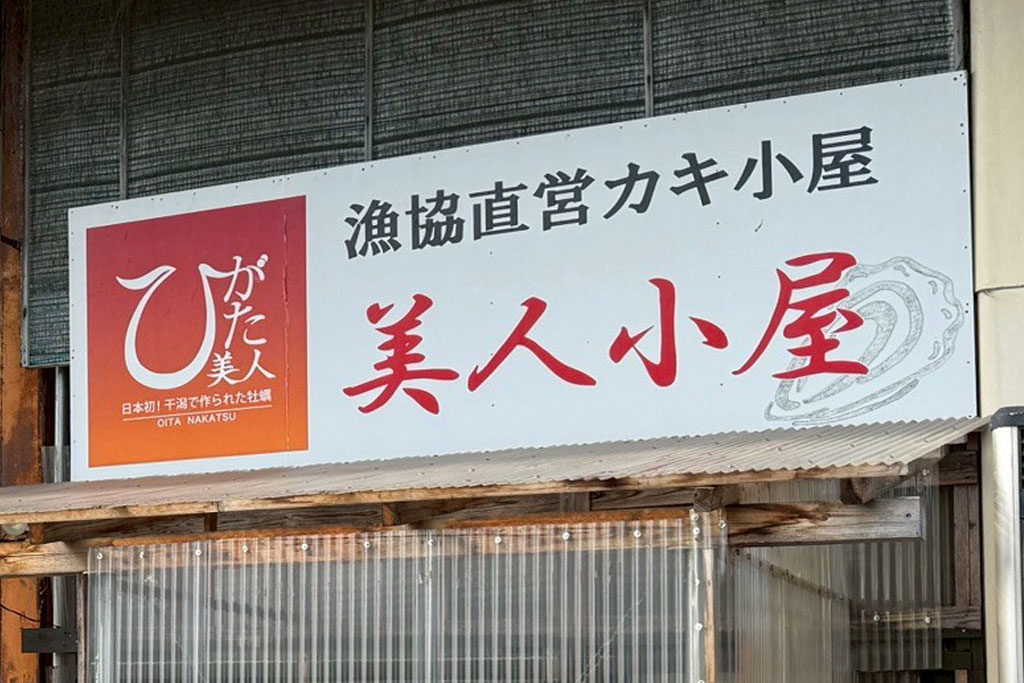 ひがた
美人
日本初!干潟で作られた牡蠣
OITA NAKATSU
漁協直営カキ小屋
美人小屋